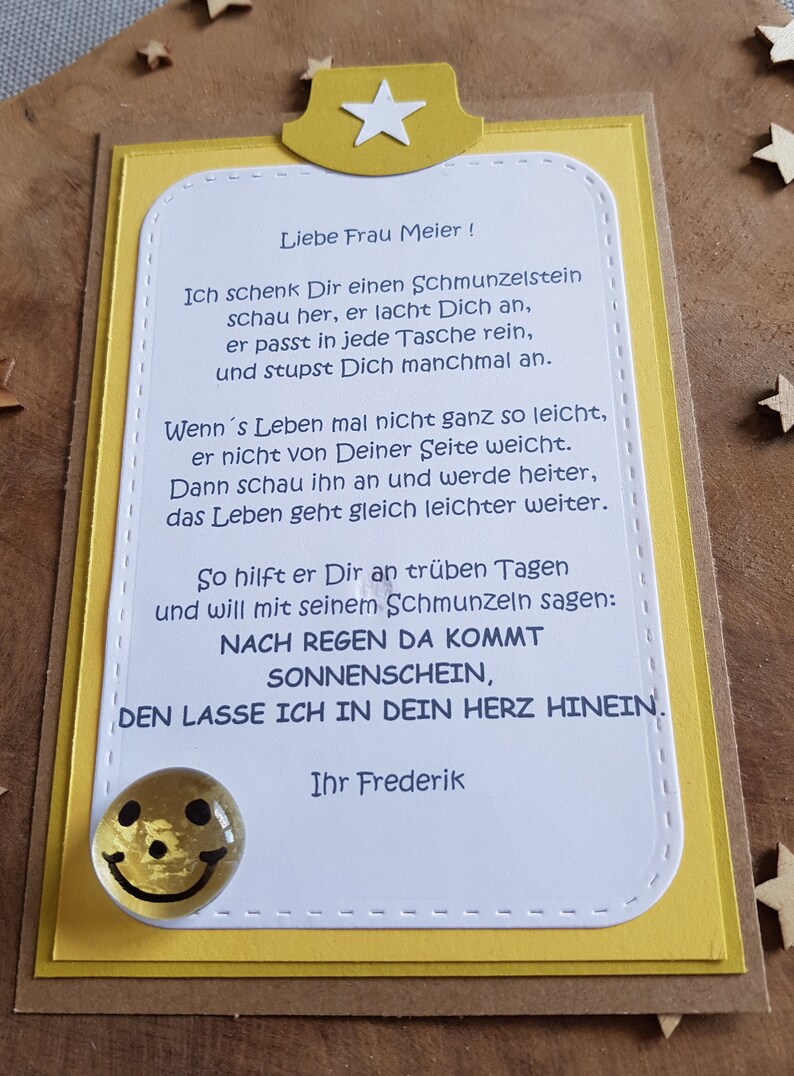 Liebe Frau Meier !
Ich schenk Dir einen Schmunzelstein
schau her, er lacht Dich an,
er passt in jede Tasche rein,
und stupst Dich manchmal an.
Wenn´s Leben mal nicht ganz so leicht,
er nicht von Deiner Seite weicht.
Dann schau ihn an und werde heiter,
das Leben geht gleich leichter weiter.
So hilft er Dir an trüben Tagen
und will mit seinem Schmunzeln sagen:
NACH REGEN DA KOMMT
SONNENSCHEIN,
DEN LASSE ICH IN DEIN HERZ HINEIN.
Ihr Frederik